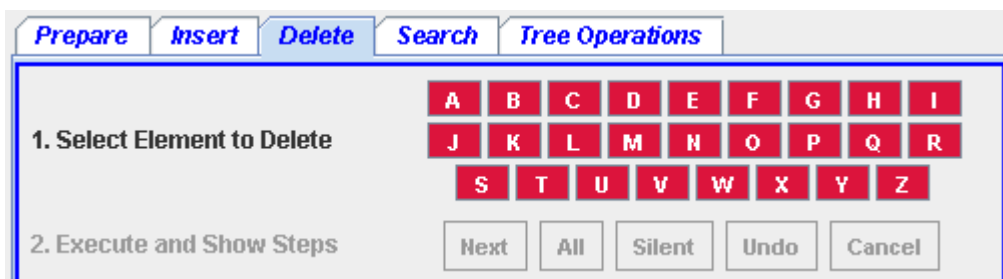 Prepare Insert Delete Search Tree Operations
A B C D E F G H I
1. Select Element to Delete J K L M N O P Q R
S T U V W X Y Z
2. Execute and Show Steps Next All Silent Undo Cancel